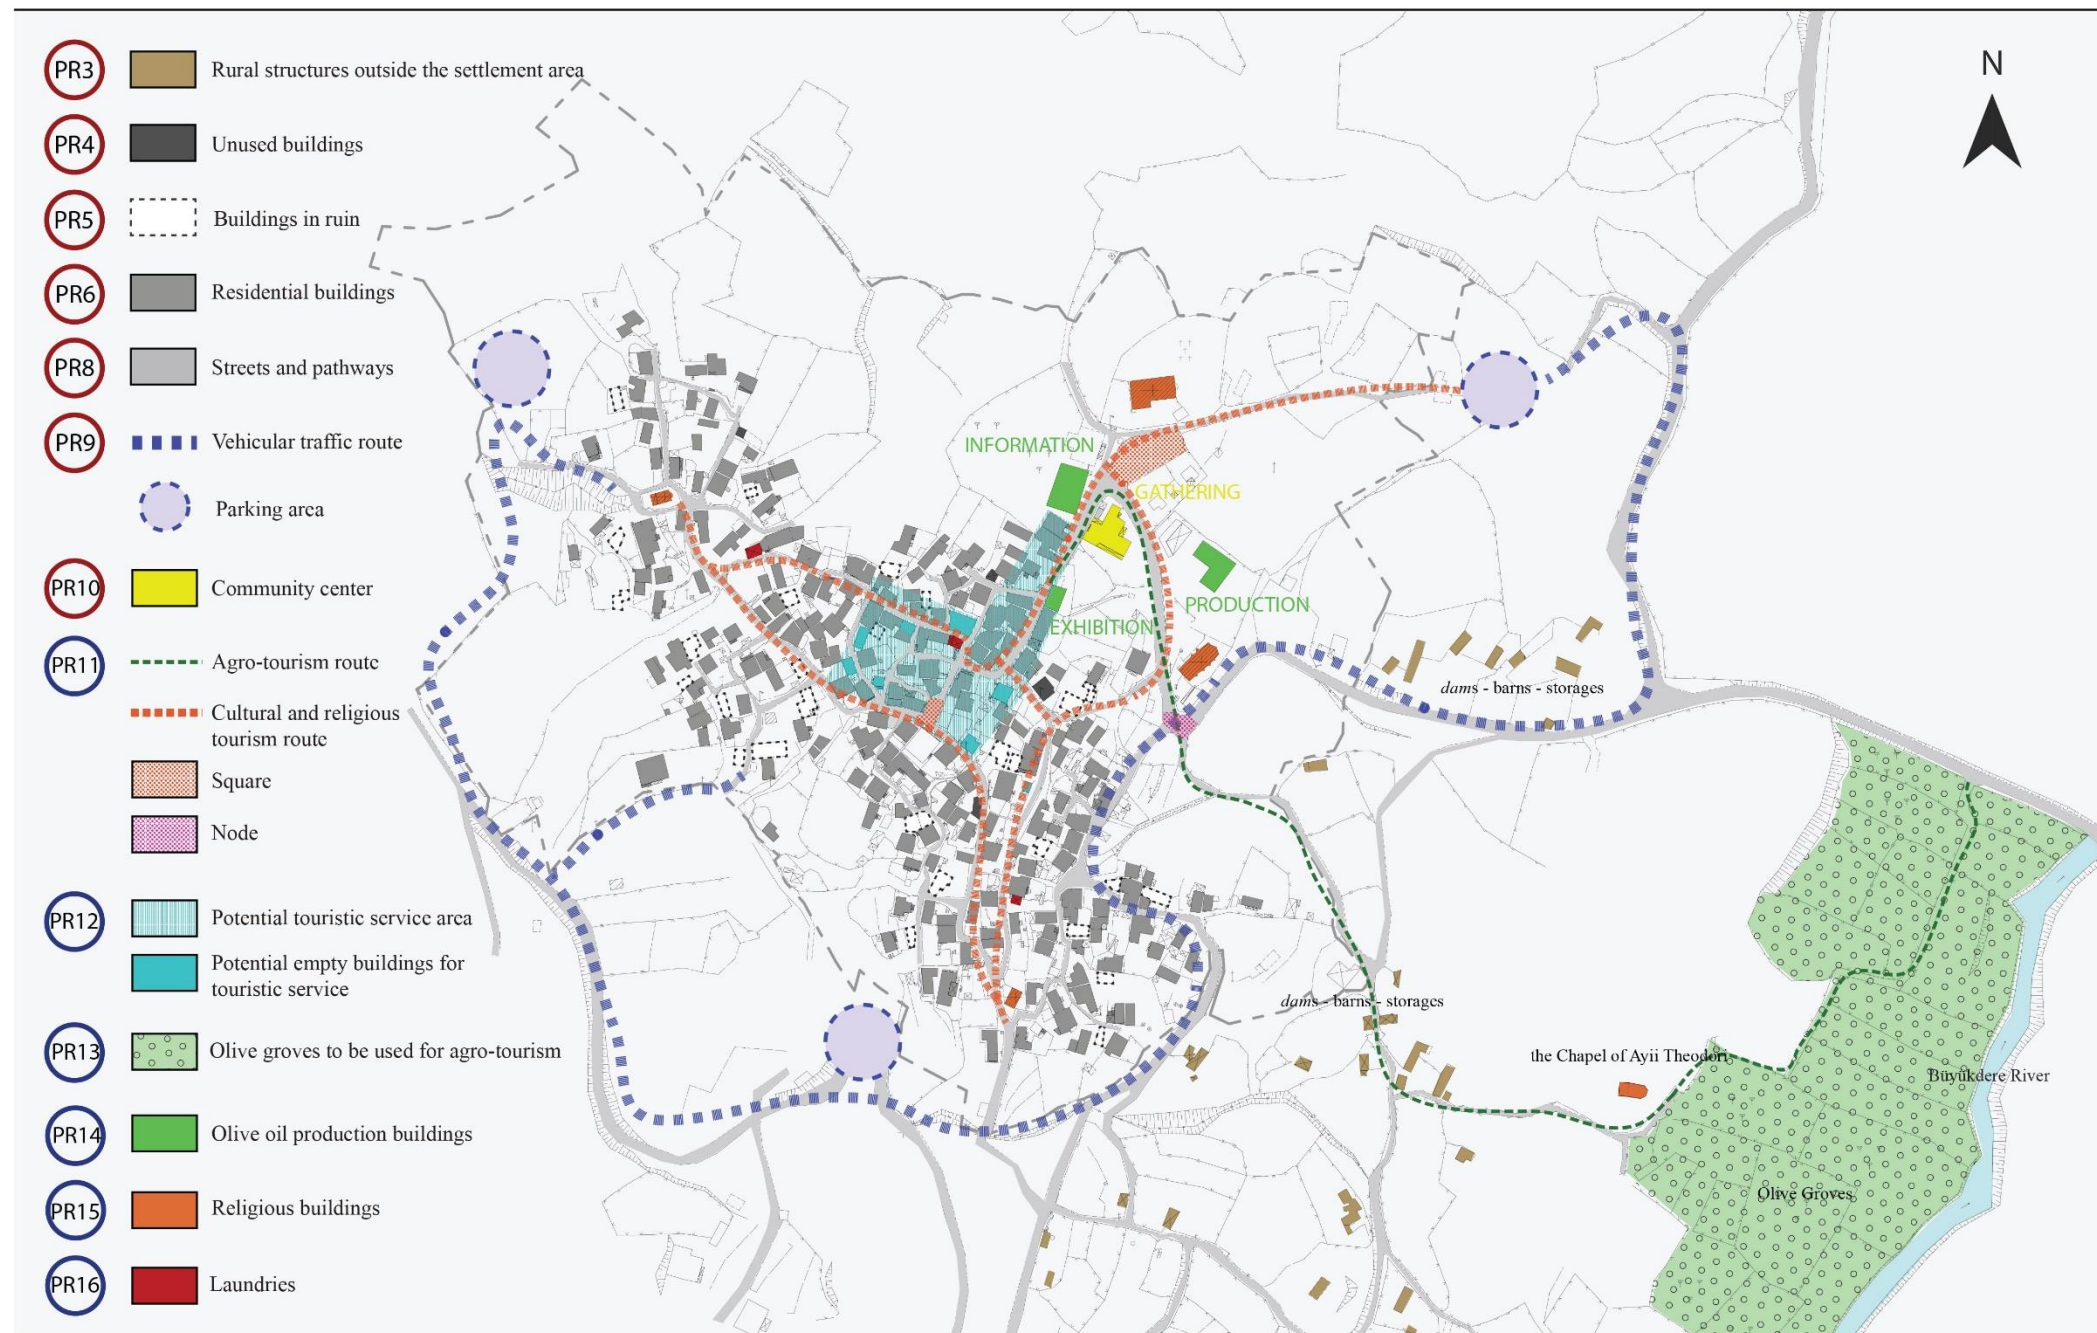 PR3 Rural structures outside the settlement area
PR4 Unused buildings
PR5 Buildings in ruin
PR6 Residential buildings
PR8 Streets and pathways
PR9 Vehicular traffic route
Parking area
PR10 Community center
PR11 Agro-tourism route
Cultural and religious
tourism route
Square
Node
PR12 Potential touristic service area
Potential empty buildings for
touristic service
PR13 Olive groves to be used for agro-tourism
PR14 Olive oil production buildings
PR15 Religious buildings
PR16 Laundries
N
INFORMATION
GATHERING
PRODUCTION
EXHIBITION
dams - barns - storages
dams - barns - storages
the Chapel of Ayii Theodori
Büyükdere River
Olive Groves